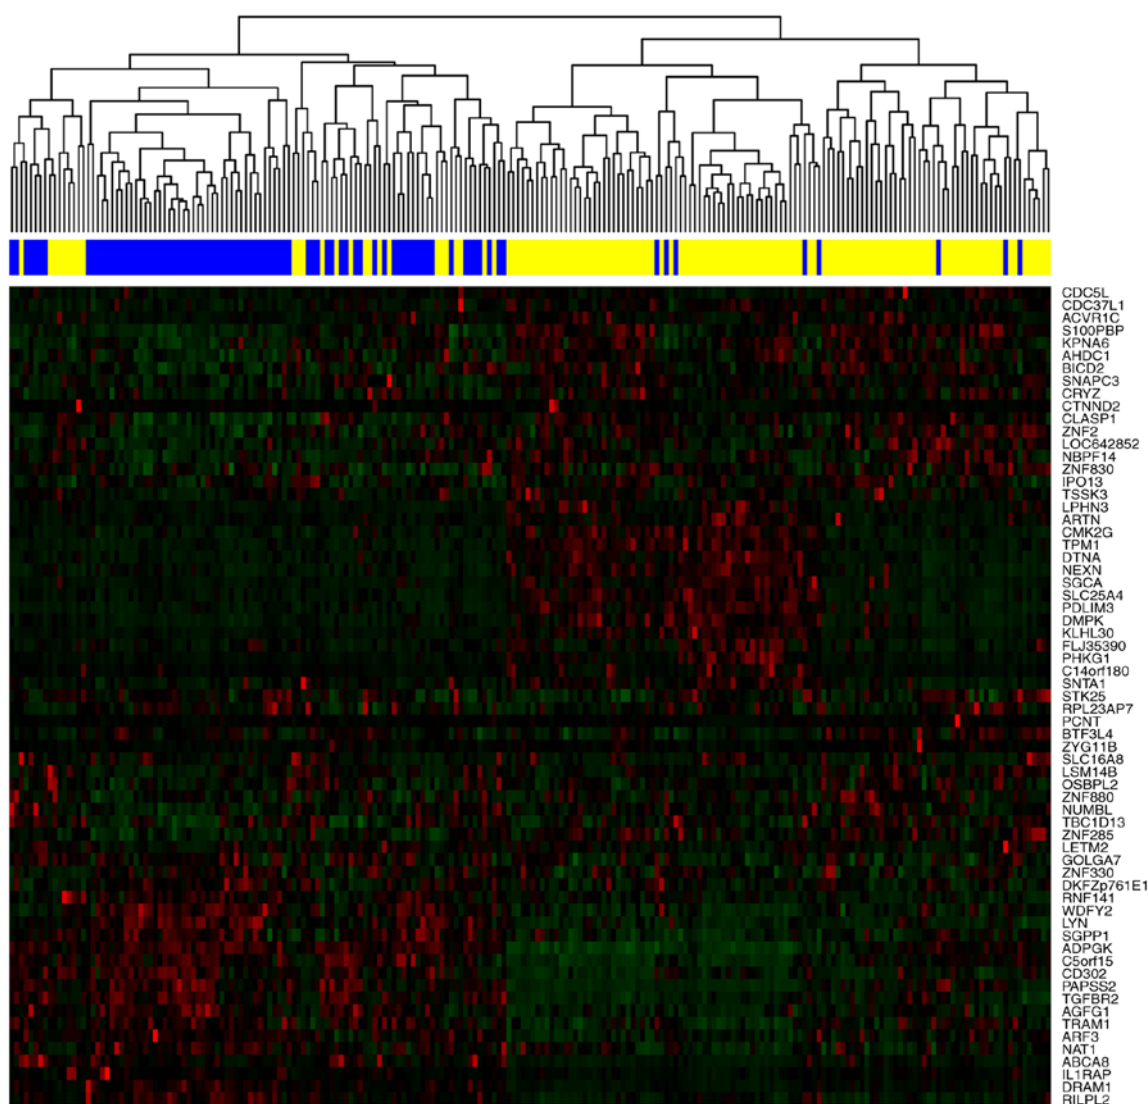 CDC5L
CDC37L1
ACVR1C
S100PBP
KPNA6
AHDC1
BICD2
SNAPC3
CRYZ
CTNND2
CLASP1
ZNF2
LOC642852
NBPF14
ZNF830
IPO13
TSSK3
LPHN3
ARTN
CMK2G
TPM1
DTNA
NEXN
SGCA
SLC25A4
PDLIM3
DMPK
KLHL30
FLJ35390
PHKG1
C14orf180
SNTA1
STK25
RPL23AP7
PCNT
BTF3L4
ZYG11B
SLC16A8
LSM14B
OSBPL2
ZNF880
NUMBL
TBC1D13
ZNF285
LETM2
GOLGA7
ZNF330
DKFZp761E1
RNF141
WDFY2
LYN
SGPP1
ADPGK
C5orf15
CD302
PAPSS2
TGFBR2
AGFG1
TRAM1
ARF3
NAT1
ABCA8
IL1RAP
DRAM1
RILPL2